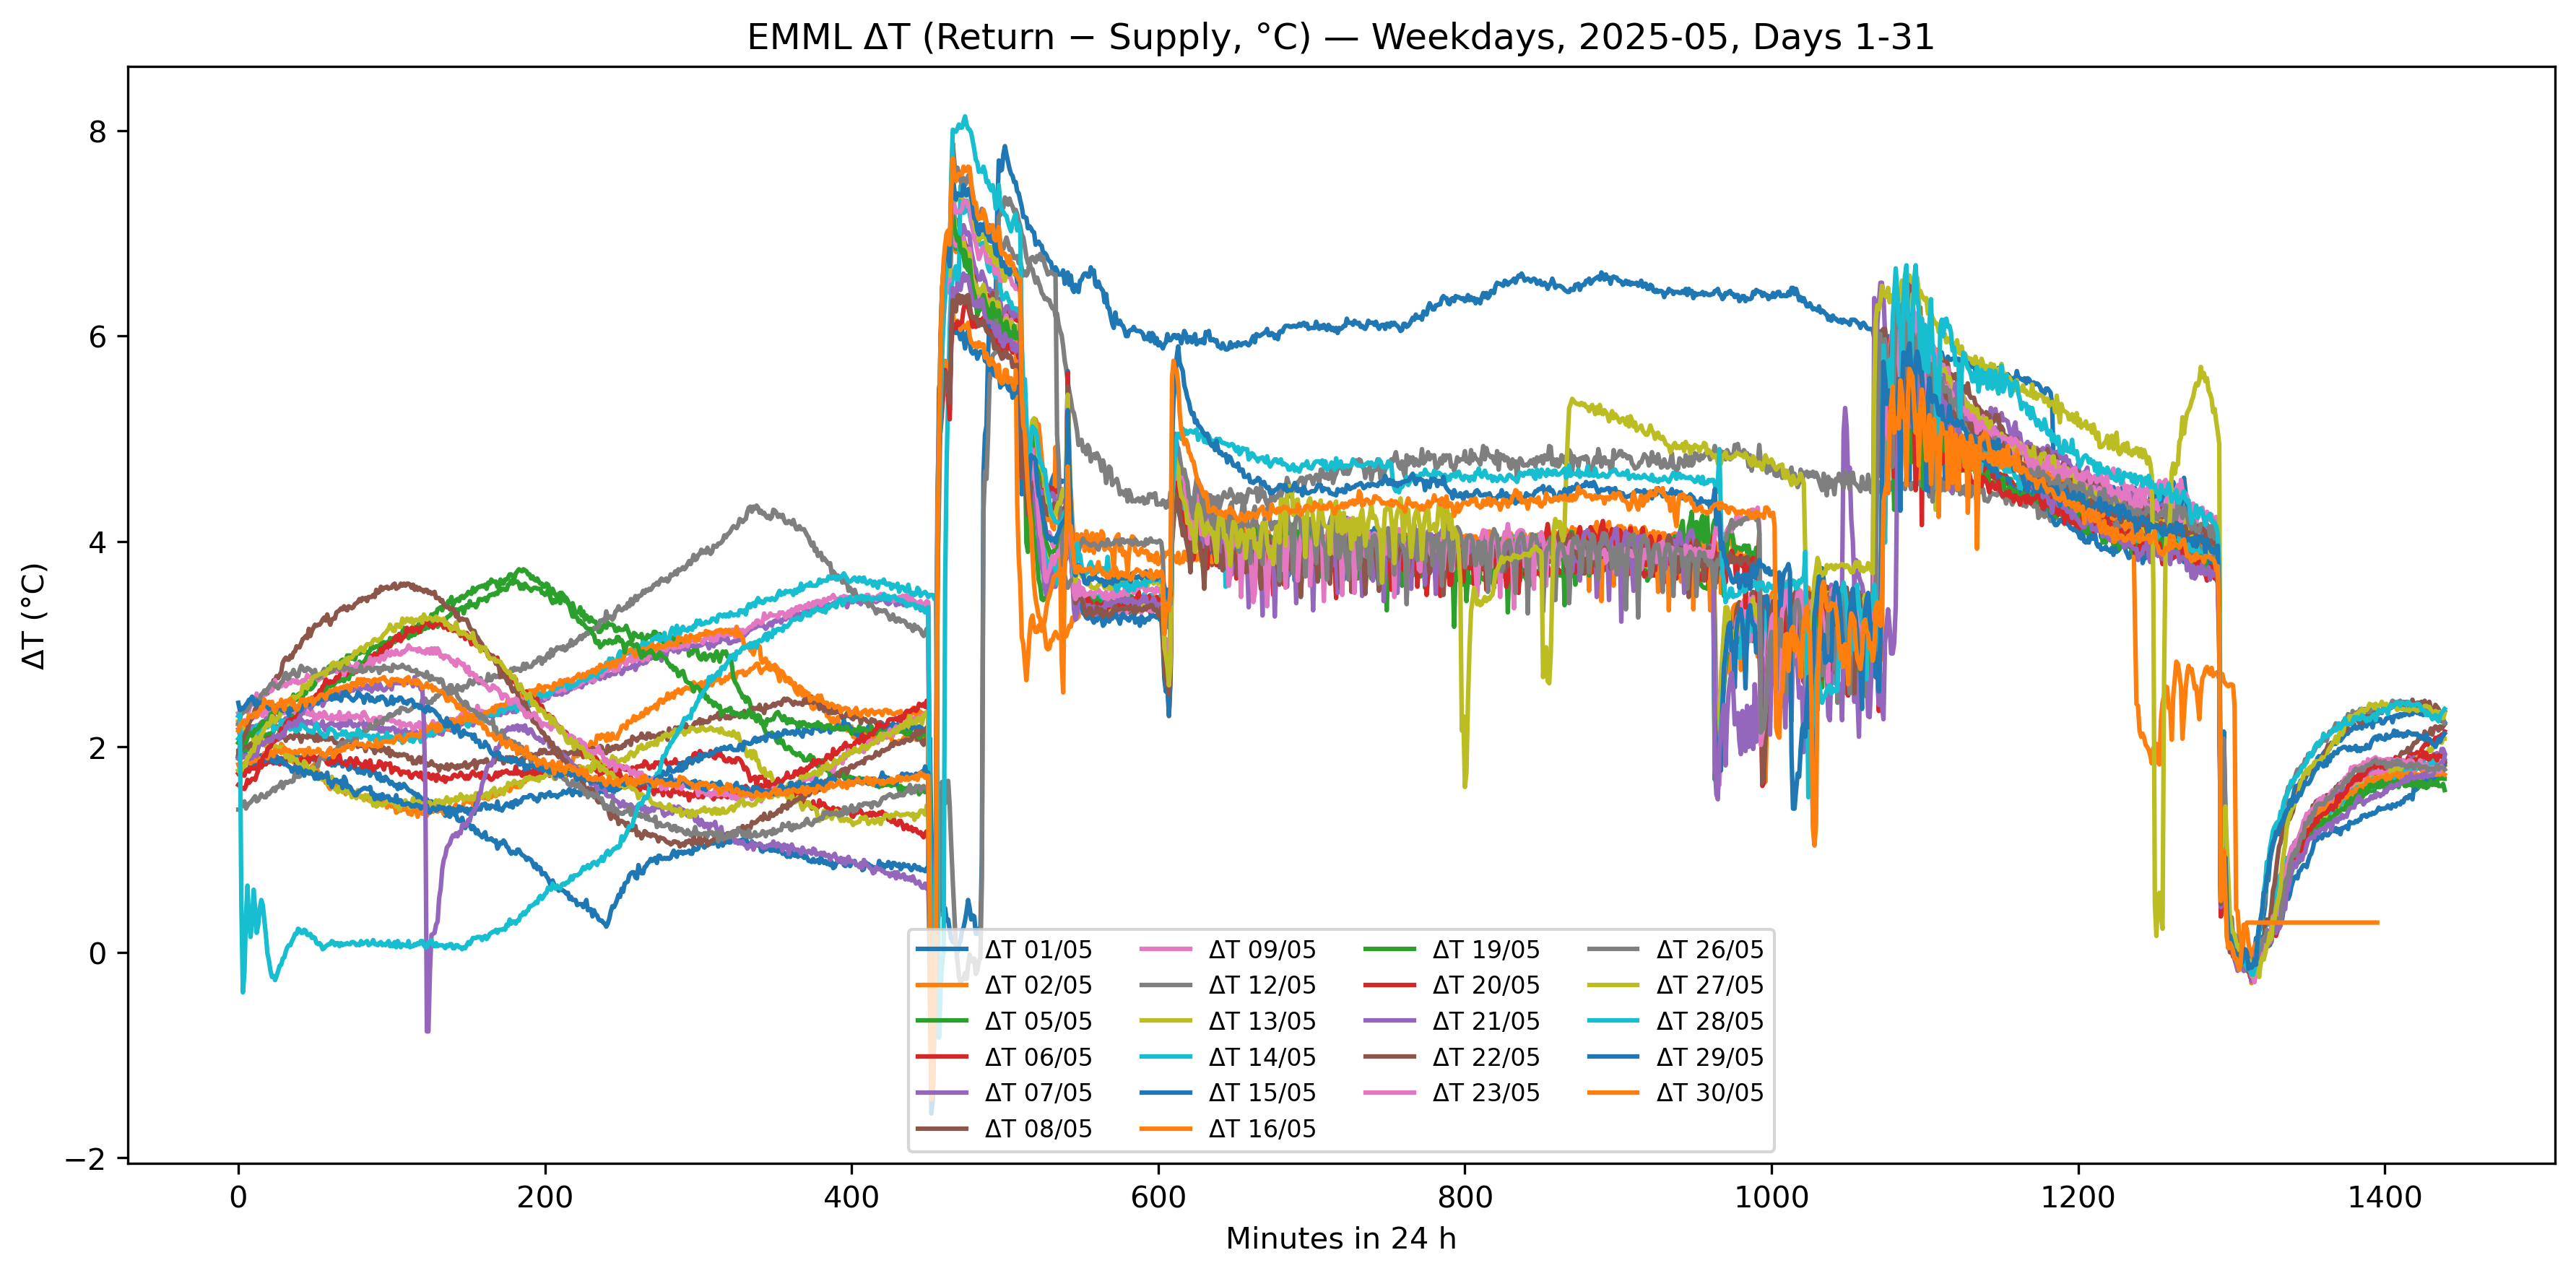 EMML ΔT (Return − Supply, °C) — Weekdays, 2025-05, Days 1-31
ΔT (°C)
8
6
4
2
0
−2
0 200 400 600 800 1000 1200 1400
Minutes in 24 h
ΔT 01/05
ΔT 02/05
ΔT 05/05
ΔT 06/05
ΔT 07/05
ΔT 08/05
ΔT 09/05
ΔT 12/05
ΔT 13/05
ΔT 14/05
ΔT 15/05
ΔT 16/05
ΔT 19/05
ΔT 20/05
ΔT 21/05
ΔT 22/05
ΔT 23/05
ΔT 26/05
ΔT 27/05
ΔT 28/05
ΔT 29/05
ΔT 30/05